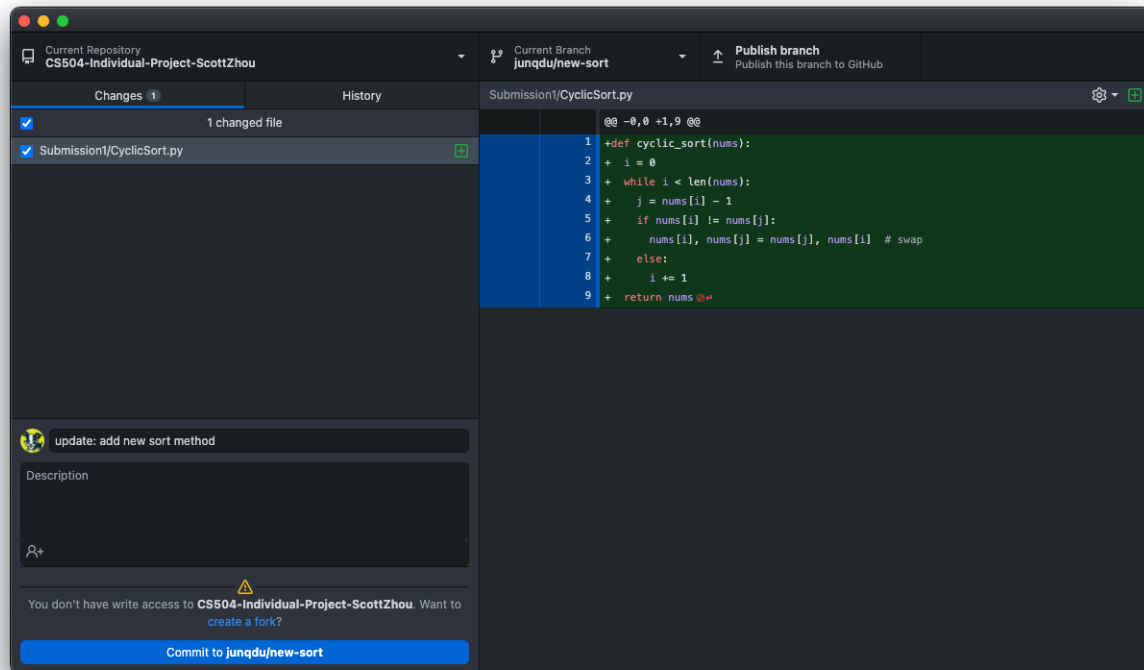 Current Repository
CS504-Individual-Project-ScottZhou
Current Branch
junqdu/new-sort
Publish branch
Publish this branch to GitHub
Changes 1
History
1 changed file
Submission1/CyclicSort.py
Submission1/CyclicSort.py
@@ -0,0 +1,9 @@
1 +def cyclic_sort(nums):
2 +  i = 0
3 +  while i < len(nums):
4 +    j = nums[i] - 1
5 +    if nums[i] != nums[j]:
6 +      nums[i], nums[j] = nums[j], nums[i]  # swap
7 +    else:
8 +      i += 1
9 +  return nums
update: add new sort method
Description
You don't have write access to CS504-Individual-Project-ScottZhou. Want to
create a fork?
Commit to junqdu/new-sort